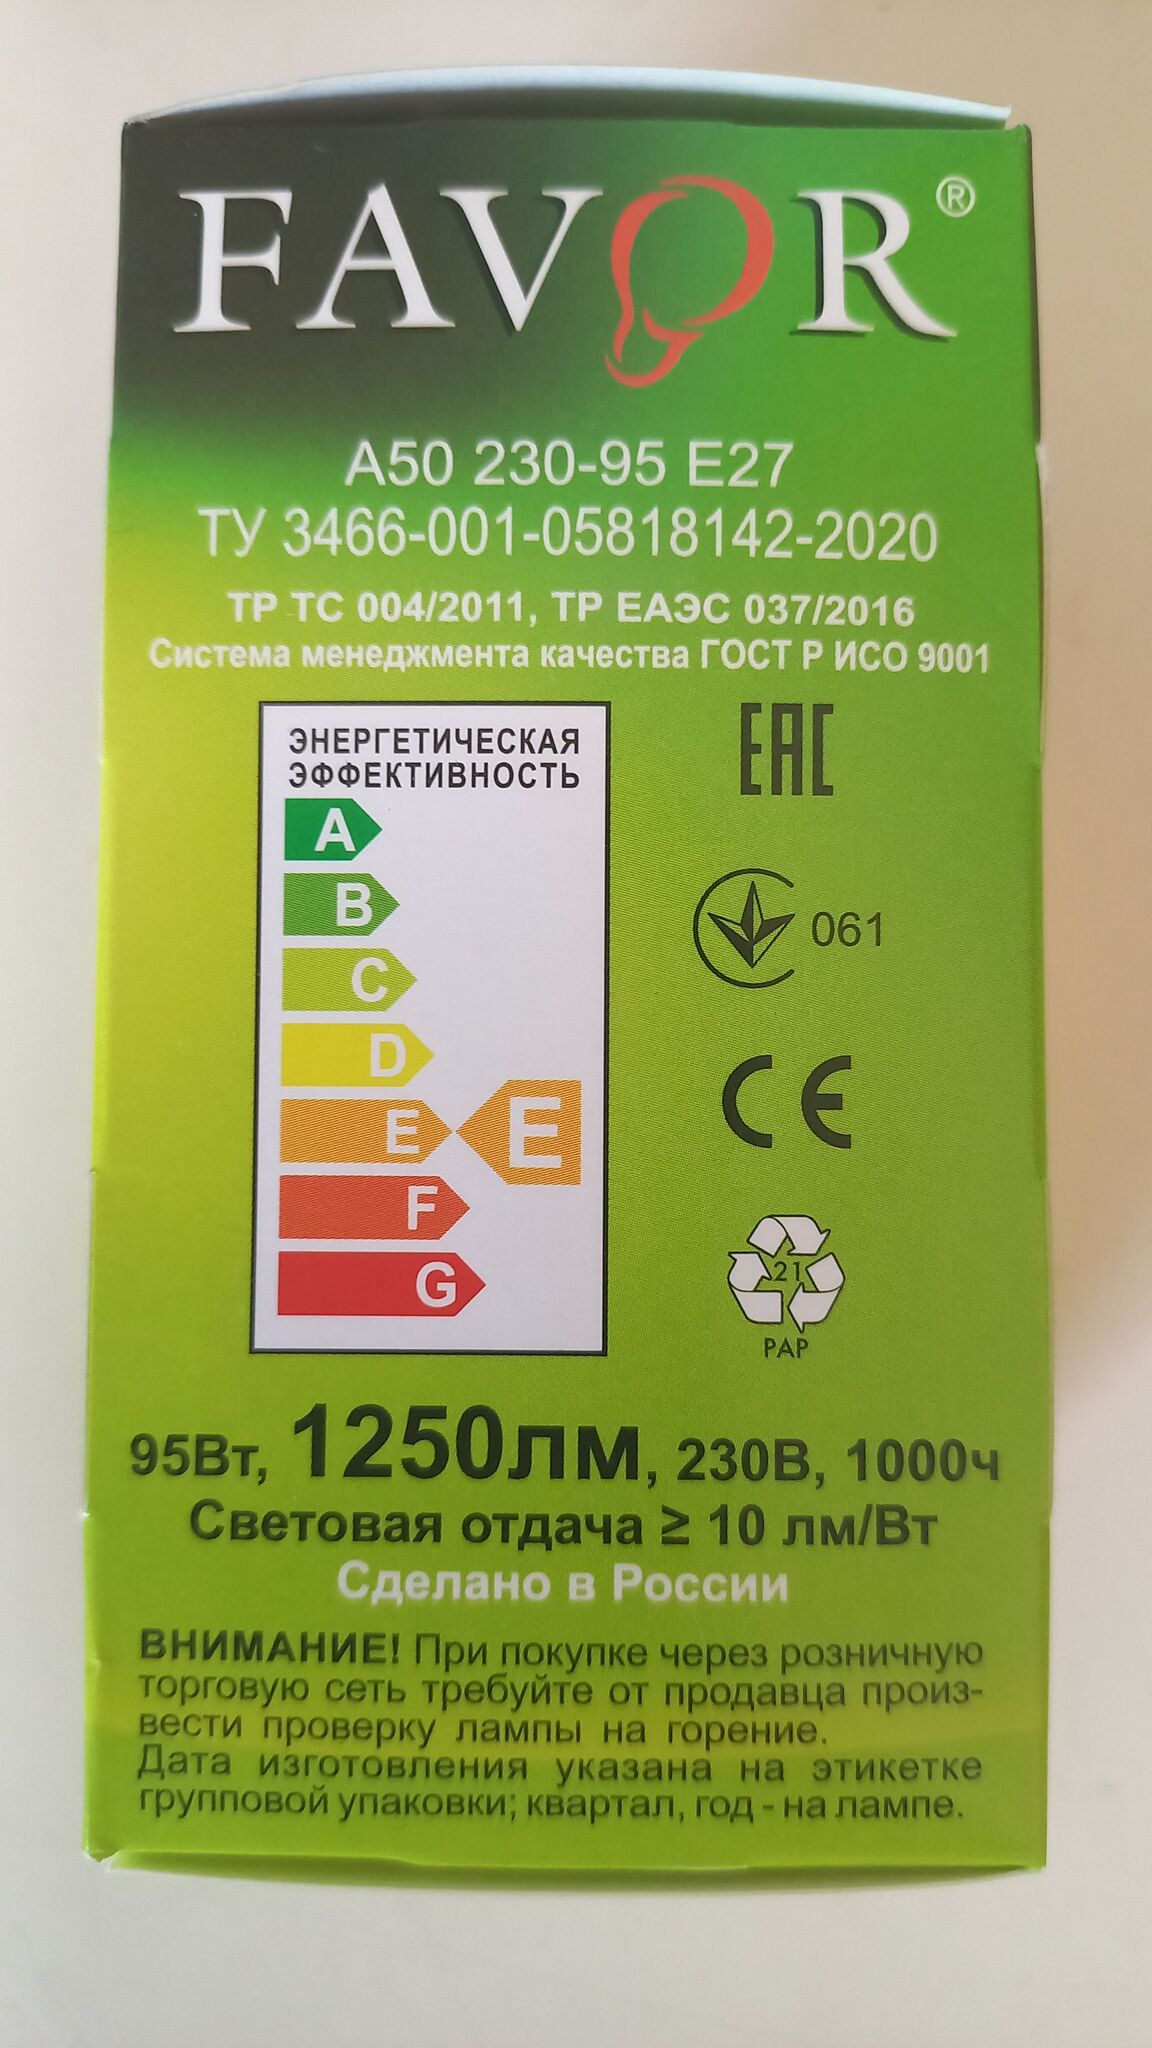 FAVOR®
А50 230-95 Е27
ТУ 3466-001-05818142-2020
ТР ТС 004/2011, ТР ЕАЭС 037/2016
Система менеджмента качества ГОСТ Р ИСО 9001
ЭНЕРГЕТИЧЕСКАЯ
ЭФФЕКТИВНОСТЬ
A
B
C
D
E
E
F
G
EAC
061
CE
21
PAP
95Вт, 1250лм, 230В, 1000ч
Световая отдача ≥ 10 лм/Вт
Сделано в России
ВНИМАНИЕ! При покупке через розничную
торговую сеть требуйте от продавца произ-
вести проверку лампы на горение.
Дата изготовления указана на этикетке
групповой упаковки; квартал, год - на лампе.